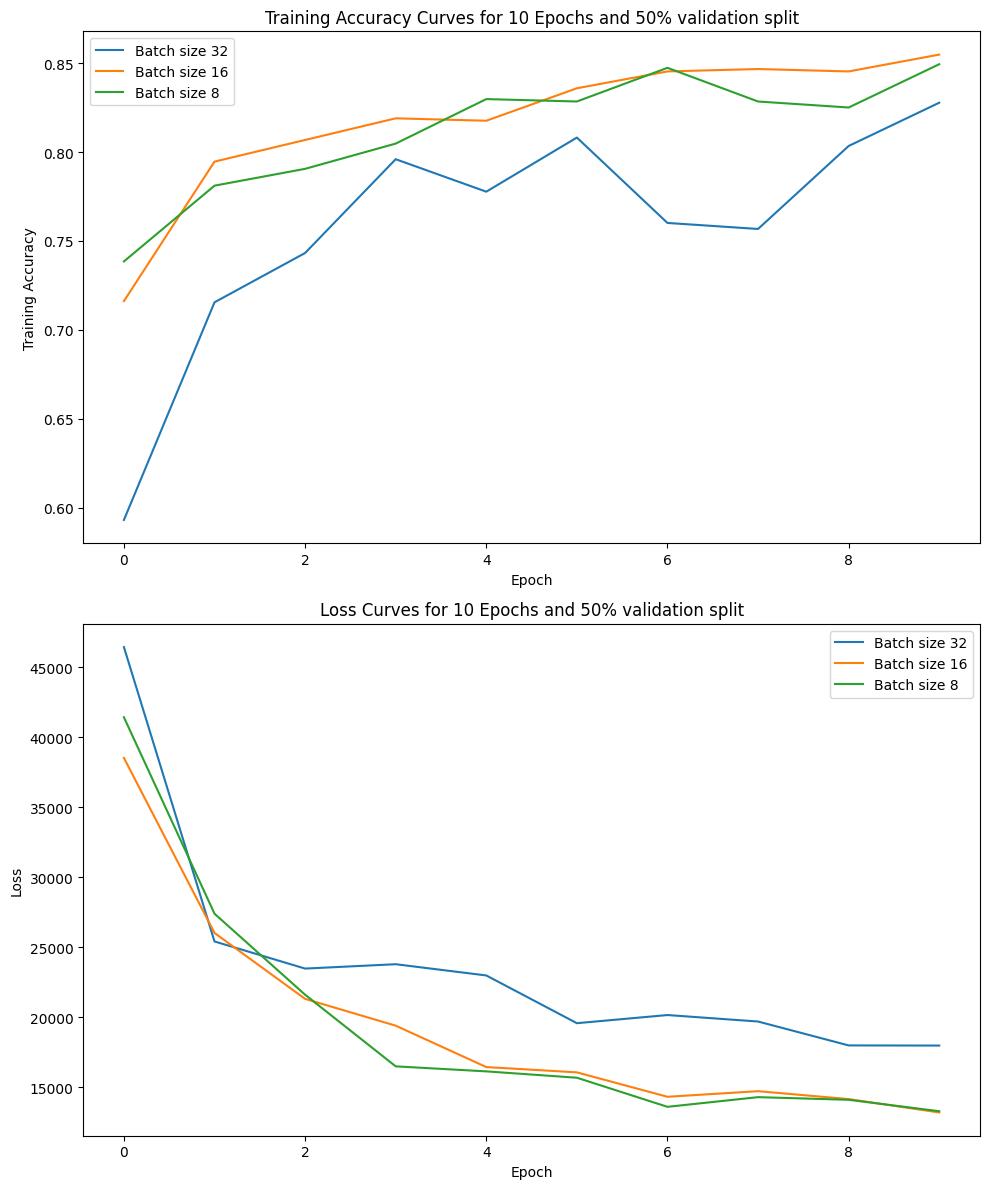 Training Accuracy Curves for 10 Epochs and 50% validation split
Batch size 32
Batch size 16
Batch size 8
0.85
0.80
0.75
0.70
0.65
0.60
Training Accuracy
0 2 4 6 8
Epoch
Loss Curves for 10 Epochs and 50% validation split
Batch size 32
Batch size 16
Batch size 8
45000
40000
35000
30000
25000
20000
15000
Loss
0 2 4 6 8
Epoch